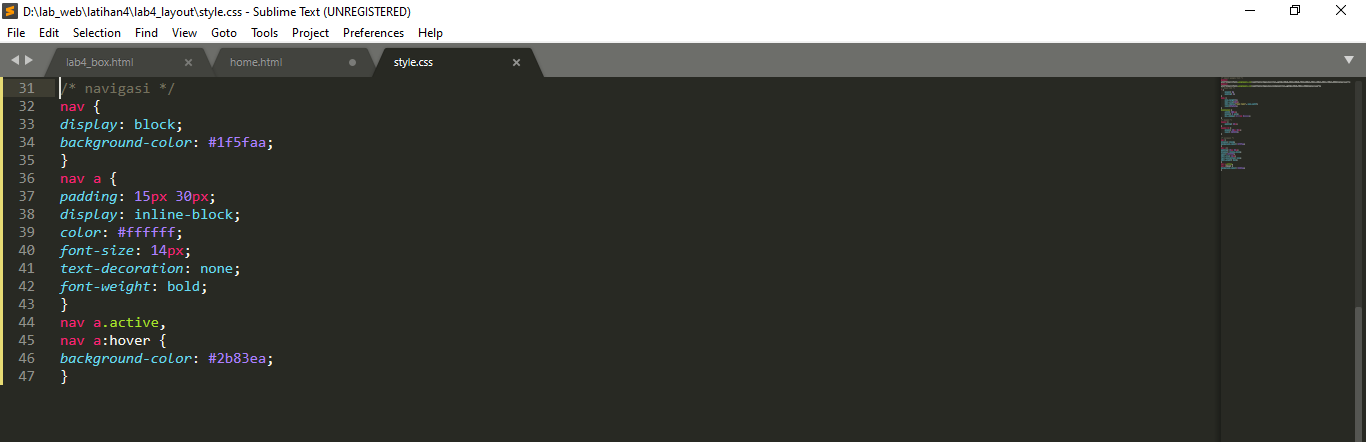 D:\lab_web\latihan4\lab4_layout\style.css - Sublime Text (UNREGISTERED)
File Edit Selection Find View Goto Tools Project Preferences Help
lab4_box.html home.html style.css
31 /* navigasi */
32 nav {
33 display: block;
34 background-color: #1f5faa;
35 }
36 nav a {
37 padding: 15px 30px;
38 display: inline-block;
39 color: #ffffff;
40 font-size: 14px;
41 text-decoration: none;
42 font-weight: bold;
43 }
44 nav a.active,
45 nav a:hover {
46 background-color: #2b83ea;
47 }